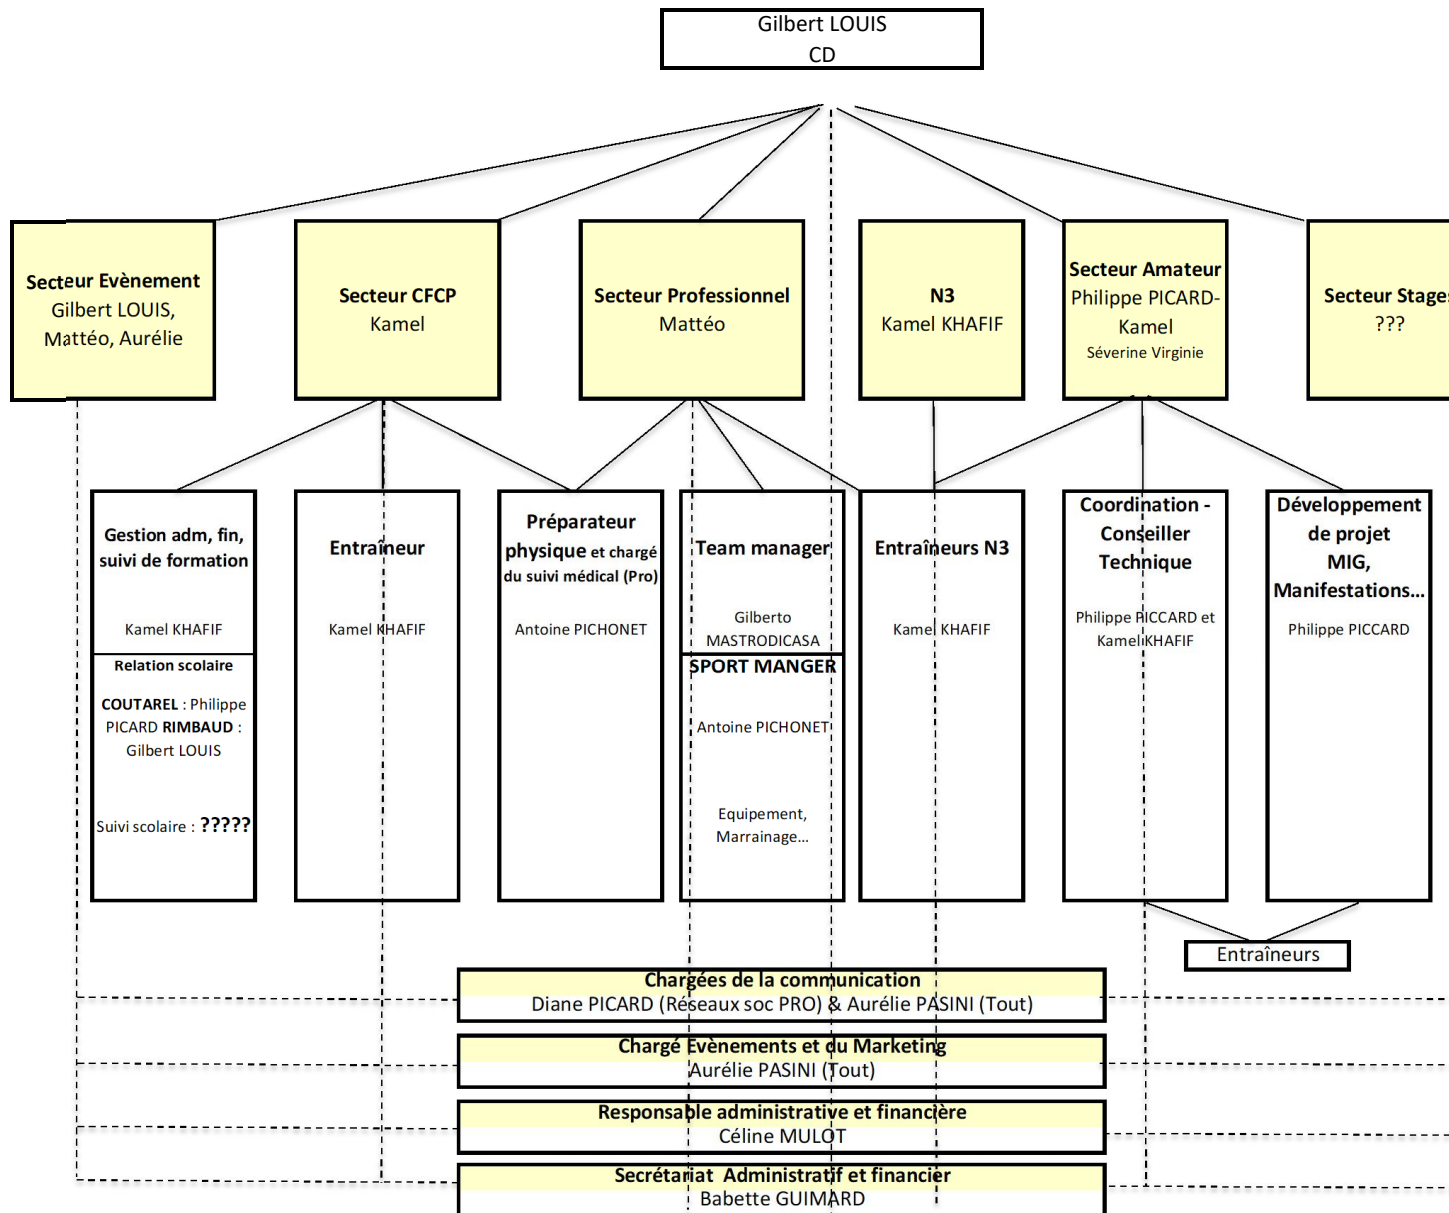 Gilbert LOUIS
CD
Secteur Evènement
Gilbert LOUIS,
Mattéo, Aurélie
Secteur CFCP
Kamel
Secteur Professionnel
Mattéo
N3
Kamel KHAFIF
Secteur Amateur
Philippe PICARD-
Kamel
Séverine Virginie
Secteur Stages
???
Gestion adm, fin,
suivi de formation
Kamel KHAFIF
Relation scolaire
COUTAREL : Philippe
PICARD RIMBAUD :
Gilbert LOUIS
Suivi scolaire : ?????
Entraîneur
Kamel KHAFIF
Préparateur
physique et chargé
du suivi médical (Pro)
Antoine PICHONET
Team manager
Gilberto
MASTRODICASA
SPORT MANGER
Antoine PICHONET
Equipement,
Marrainage...
Entraîneurs N3
Kamel KHAFIF
Coordination -
Conseiller
Technique
Philippe PICCARD et
Kamel KHAFIF
Développement
de projet
MIG,
Manifestations...
Philippe PICCARD
Entraîneurs
Chargées de la communication
Diane PICARD (Réseaux soc PRO) & Aurélie PASINI (Tout)
Chargé Evènements et du Marketing
Aurélie PASINI (Tout)
Responsable administrative et financière
Céline MULOT
Secrétariat Administratif et financier
Babette GUIMARD